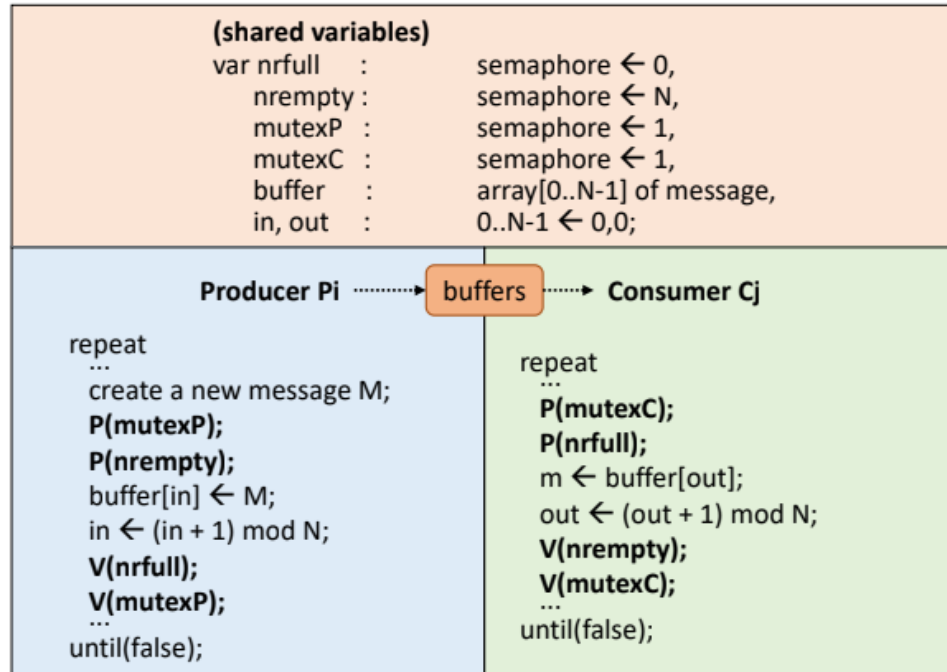 (shared variables)
var nrfull : semaphore ← 0,
nrempty : semaphore ← N,
mutexP : semaphore ← 1,
mutexC : semaphore ← 1,
buffer : array[0..N-1] of message,
in, out : 0..N-1 ← 0,0;
Producer Pi buffers Consumer Cj
repeat
...
create a new message M;
P(mutexP);
P(nrempty);
buffer[in] ← M;
in ← (in + 1) mod N;
V(nrfull);
V(mutexP);
...
until(false);
repeat
...
P(mutexC);
P(nrfull);
m ← buffer[out];
out ← (out + 1) mod N;
V(nrempty);
V(mutexC);
...
until(false);